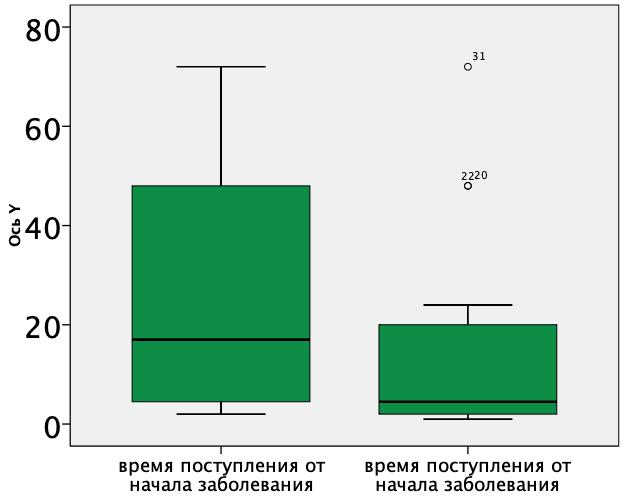 80
60
40
20
0
Ось Y
31
2220
время поступления от
начала заболевания
время поступления от
начала заболевания